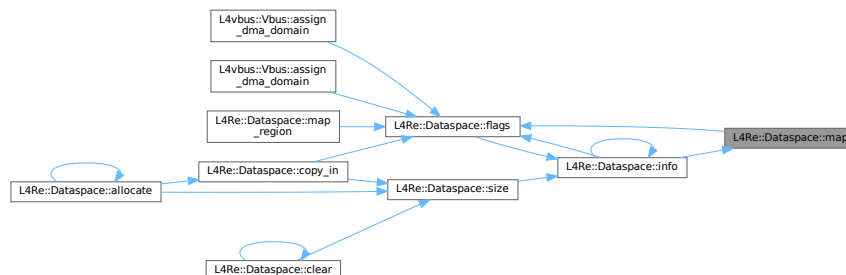 L4vbus::Vbus::assign
_dma_domain
L4vbus::Vbus::assign
_dma_domain
L4Re::Dataspace::map
_region
L4Re::Dataspace::flags
L4Re::Dataspace::map
L4Re::Dataspace::copy_in
L4Re::Dataspace::info
L4Re::Dataspace::allocate
L4Re::Dataspace::size
L4Re::Dataspace::clear